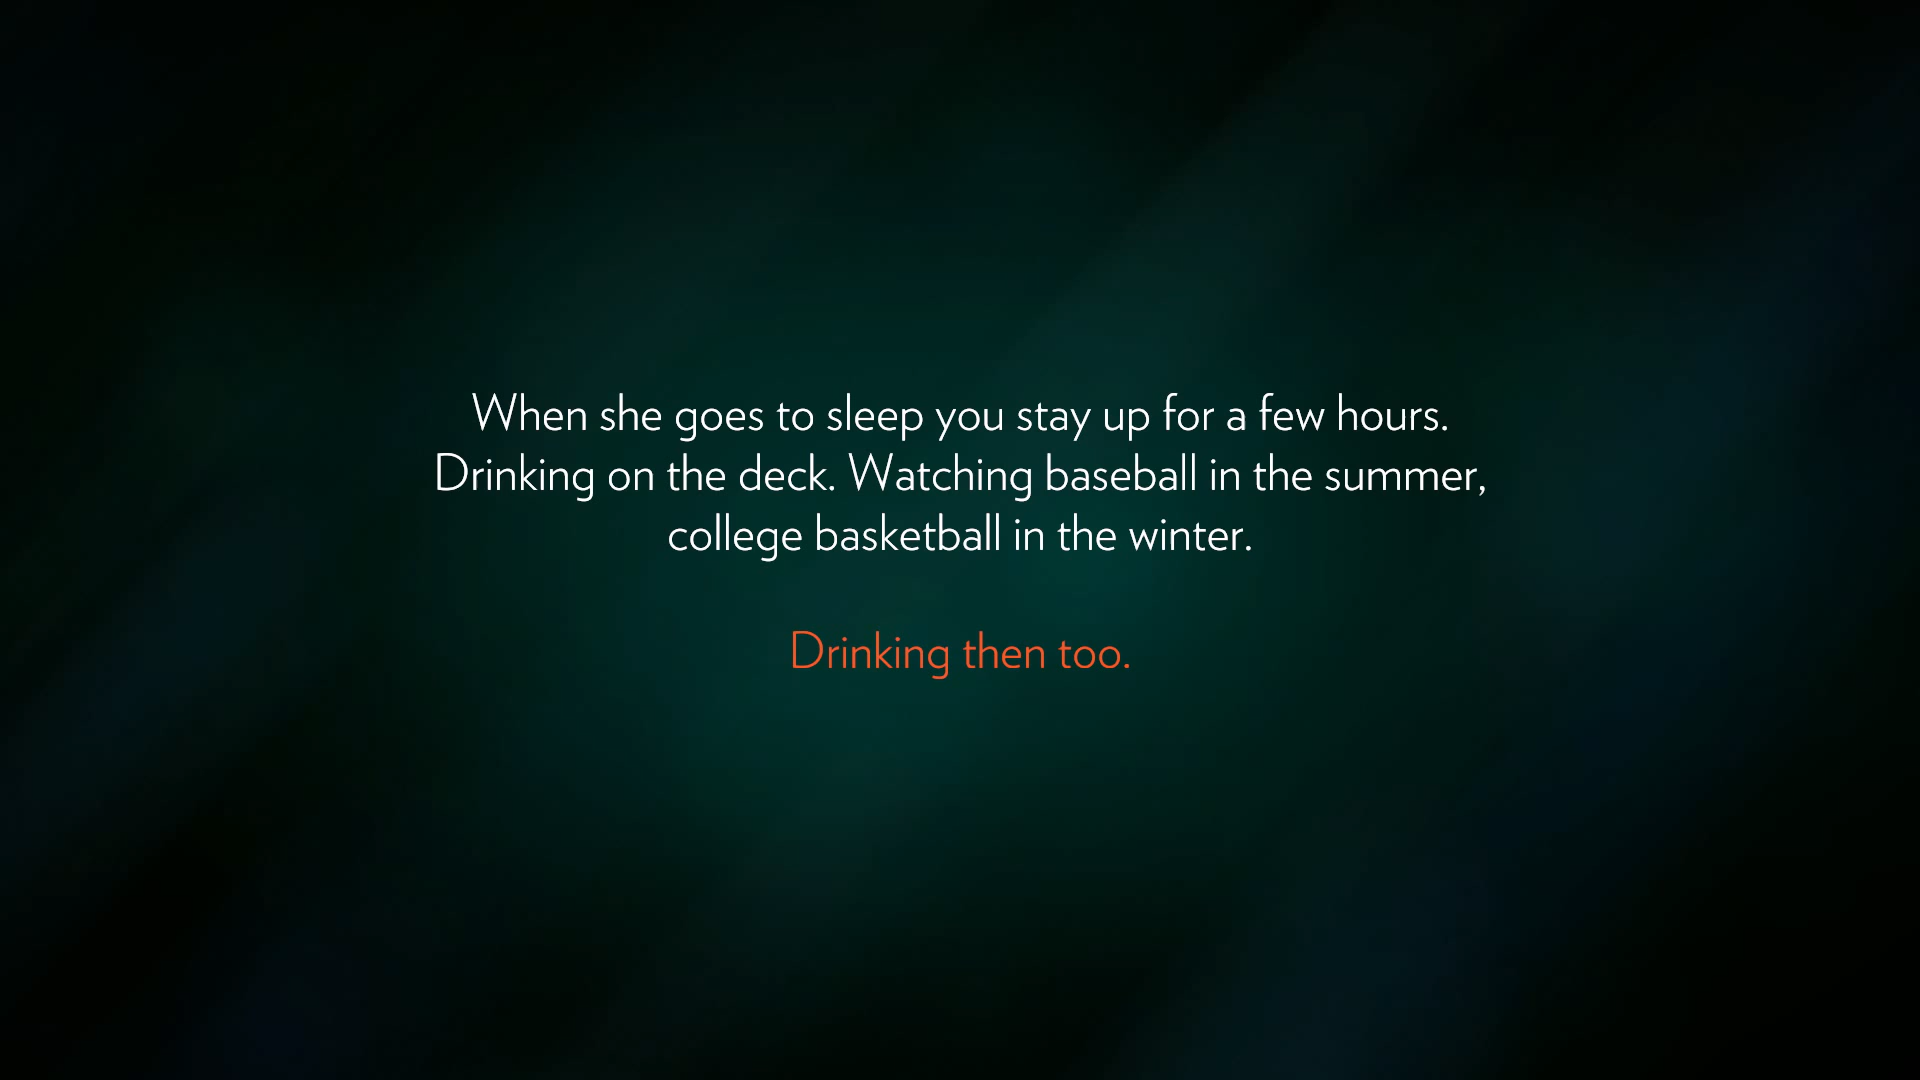 When she goes to sleep you stay up for a few hours.
Drinking on the deck. Watching baseball in the summer,
college basketball in the winter.
Drinking then too.